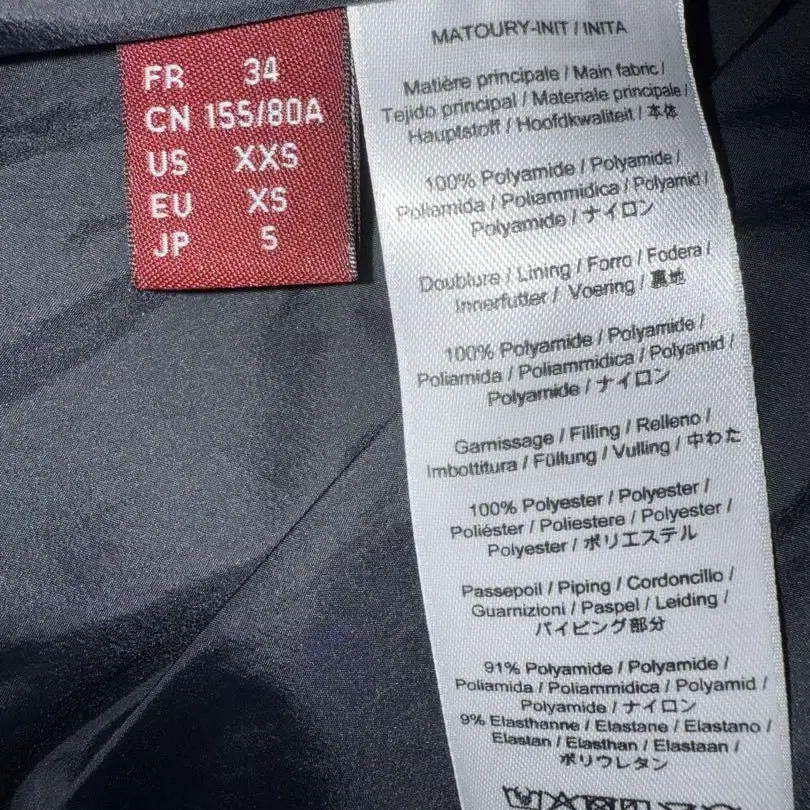 FR 34
CN 155/80A
US XXS
EU XS
JP 5
MATOURY-INIT / INITA
Matière principale / Main fabric /
Tejido principal / Materiale principale /
Hauptstoff / Hoofdkwaliteit / 本体
100% Polyamide / Polyamide /
Poliamida / Poliammidica / Polyamid /
Polyamide / ナイロン
Doublure / Lining / Forro / Fodera /
Innerfutter / Voering / 裏地
100% Polyamide / Polyamide /
Poliamida / Poliammidica / Polyamid /
Polyamide / ナイロン
Garnissage / Filling / Relleno /
Imbottitura / Füllung / Vulling / 中わた
100% Polyester / Polyester /
Poliéster / Poliestere / Polyester /
Polyester / ポリエステル
Passepoil / Piping / Cordoncillo /
Guarnizioni / Paspel / Leiding /
パイピング部分
91% Polyamide / Polyamide /
Poliamida / Poliammidica / Polyamid /
Polyamide / ナイロン
9% Elasthanne / Elastane / Elastano /
Elastan / Elasthan / Elastaan /
ポリウレタン